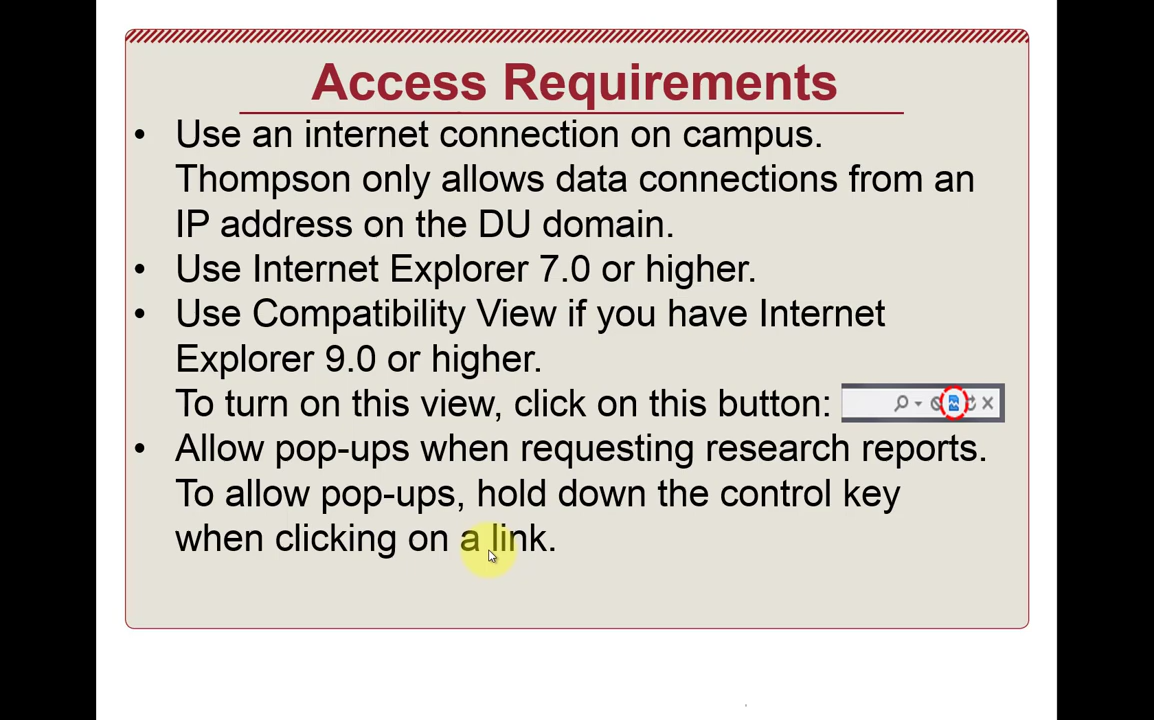 Access Requirements
• Use an internet connection on campus.
Thompson only allows data connections from an
IP address on the DU domain.
• Use Internet Explorer 7.0 or higher.
• Use Compatibility View if you have Internet
Explorer 9.0 or higher.
To turn on this view, click on this button:
• Allow pop-ups when requesting research reports.
To allow pop-ups, hold down the control key
when clicking on a link.